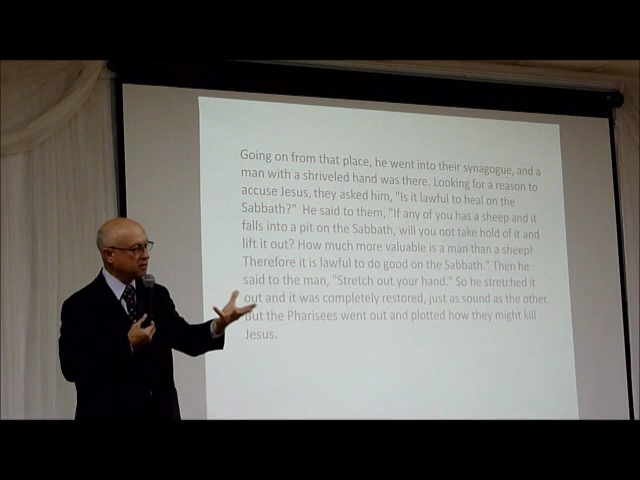 Going on from that place, he went into their synagogue, and a
man with a shriveled hand was there. Looking for a reason to
accuse Jesus, they asked him, "Is it lawful to heal on the
Sabbath?"  He said to them, "If any of you has a sheep and it
falls into a pit on the Sabbath, will you not take hold of it and
lift it out? How much more valuable is a man than a sheep!
Therefore it is lawful to do good on the Sabbath." Then he
said to the man, "Stretch out your hand." So he stretched it
out and it was completely restored, just as sound as the other.
But the Pharisees went out and plotted how they might kill
Jesus.